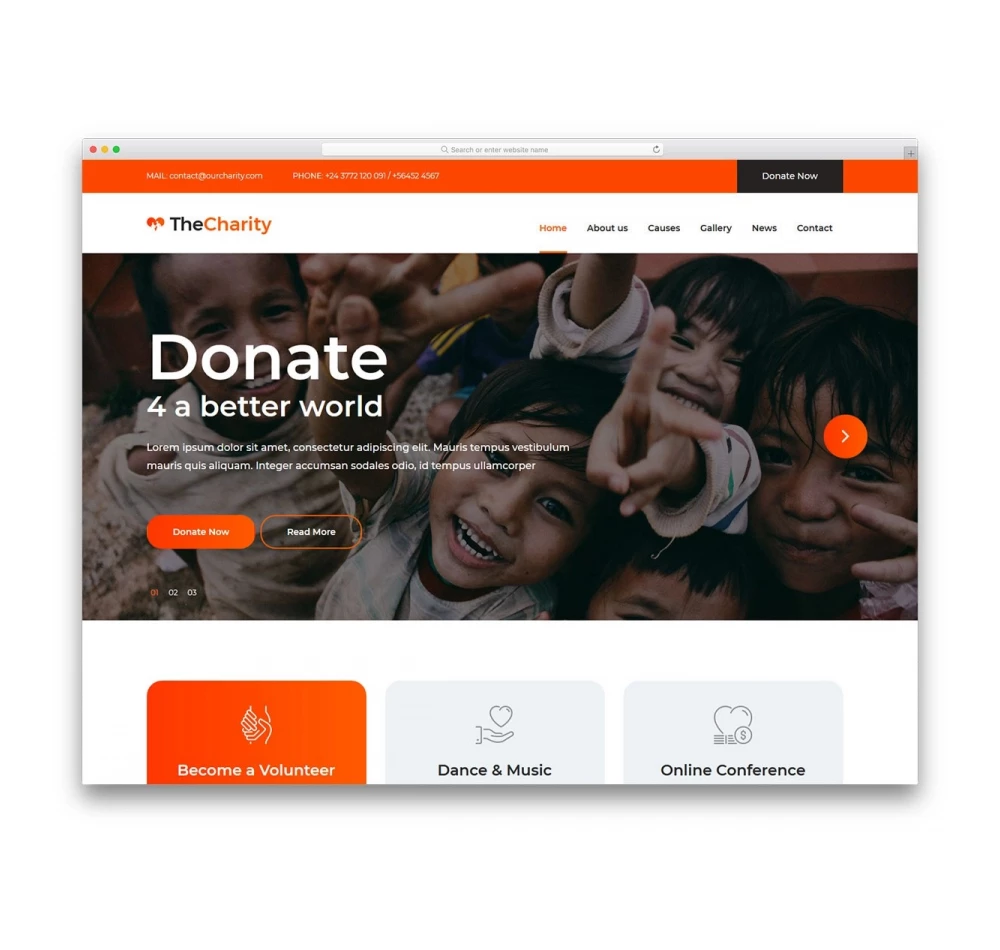 Search or enter website name
MAIL: contact@ourcharity.com PHONE: +24 3772 120 091 / +56452 4567 Donate Now
TheCharity Home About us Causes Gallery News Contact
Donate
4 a better world
Lorem ipsum dolor sit amet, consectetur adipiscing elit. Mauris tempus vestibulum
mauris quis aliquam. Integer accumsan sodales odio, id tempus ullamcorper
Donate Now Read More
01 02 03
Become a Volunteer Dance & Music Online Conference